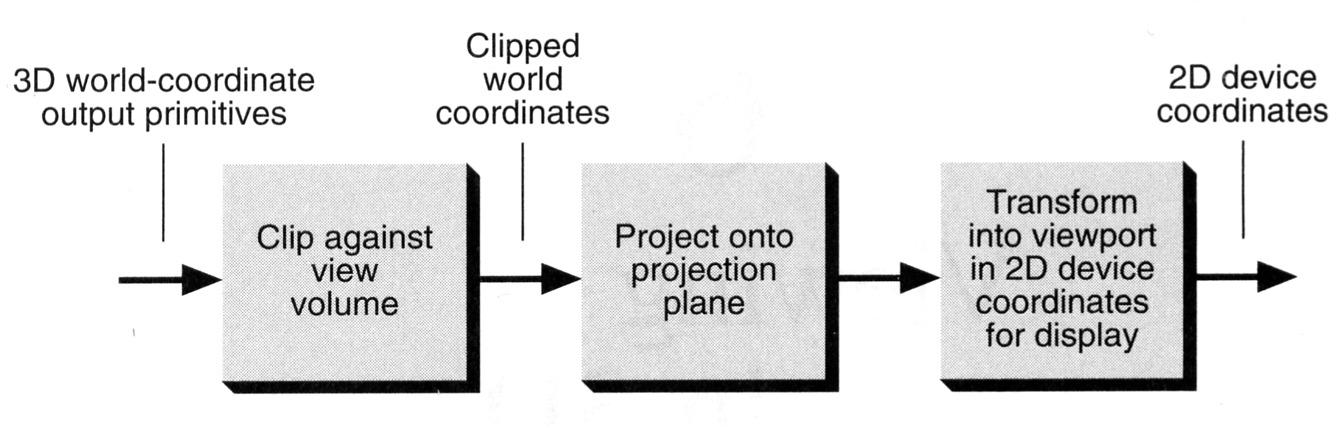 3D world-coordinate
output primitives
Clipped
world
coordinates
2D device
coordinates
Clip against
view
volume
Project onto
projection
plane
Transform
into viewport
in 2D device
coordinates
for display